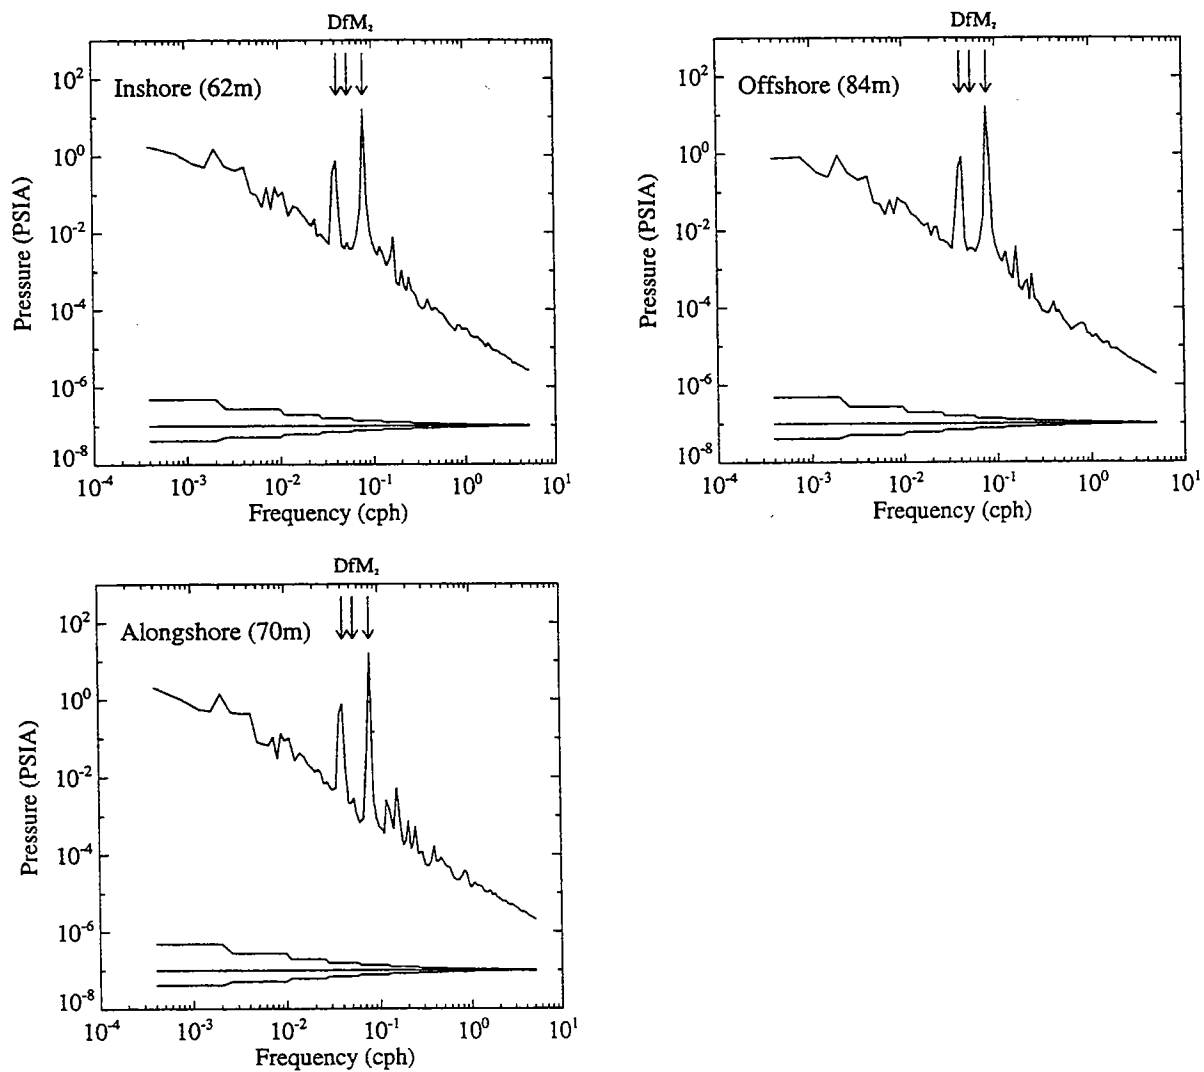 DfM₂
Inshore (62m)
Pressure (PSIA)
10²
10⁰
10⁻²
10⁻⁴
10⁻⁶
10⁻⁸
10⁻⁴ 10⁻³ 10⁻² 10⁻¹ 10⁰ 10¹
Frequency (cph)
DfM₂
Offshore (84m)
Pressure (PSIA)
10²
10⁰
10⁻²
10⁻⁴
10⁻⁶
10⁻⁸
10⁻⁴ 10⁻³ 10⁻² 10⁻¹ 10⁰ 10¹
Frequency (cph)
DfM₂
Alongshore (70m)
Pressure (PSIA)
10²
10⁰
10⁻²
10⁻⁴
10⁻⁶
10⁻⁸
10⁻⁴ 10⁻³ 10⁻² 10⁻¹ 10⁰ 10¹
Frequency (cph)